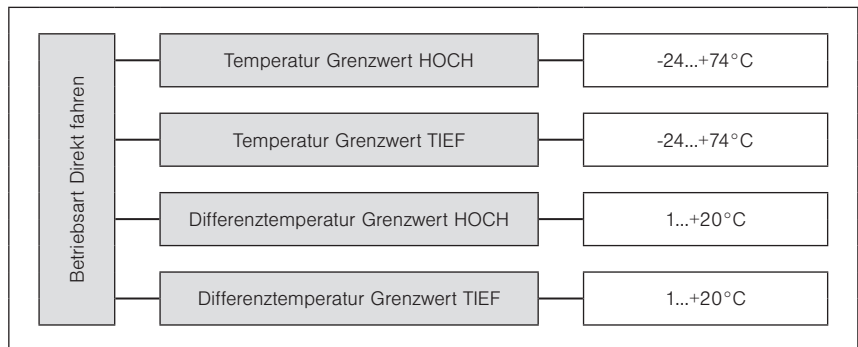 Betriebsart Direkt fahren
Temperatur Grenzwert HOCH
-24...+74°C
Temperatur Grenzwert TIEF
-24...+74°C
Differenztemperatur Grenzwert HOCH
1...+20°C
Differenztemperatur Grenzwert TIEF
1...+20°C